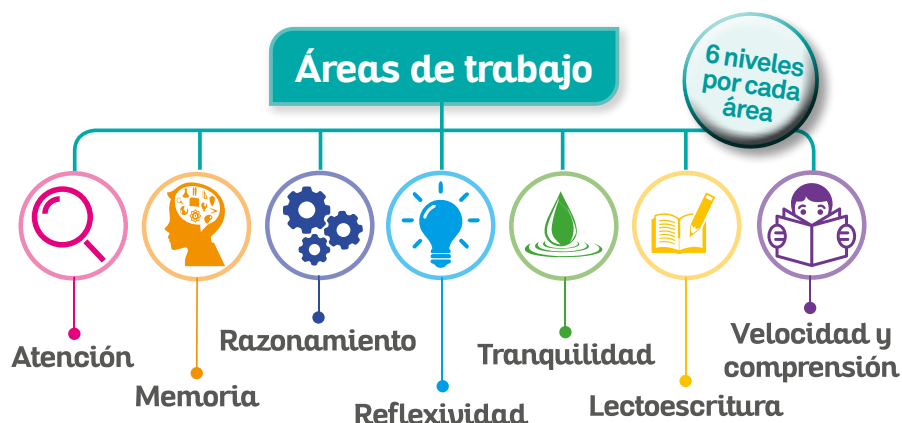 Áreas de trabajo
6 niveles
por cada
área
Atención
Memoria
Razonamiento
Reflexividad
Tranquilidad
Lectoescritura
Velocidad y
comprensión